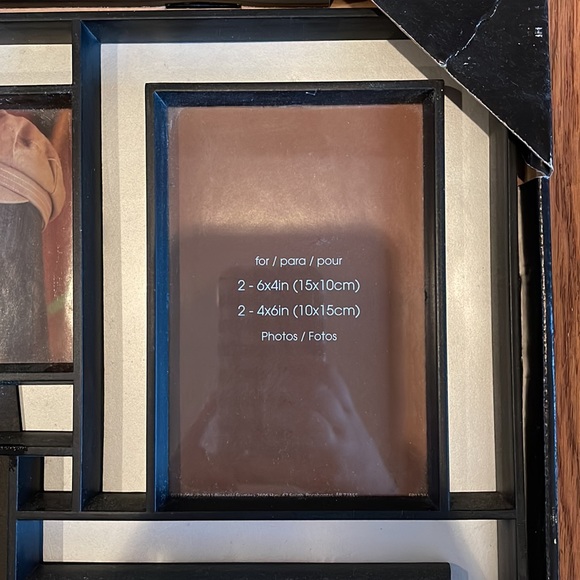 for / para / pour
2 - 6x4in (15x10cm)
2 - 4x6in (10x15cm)
Photos / Fotos